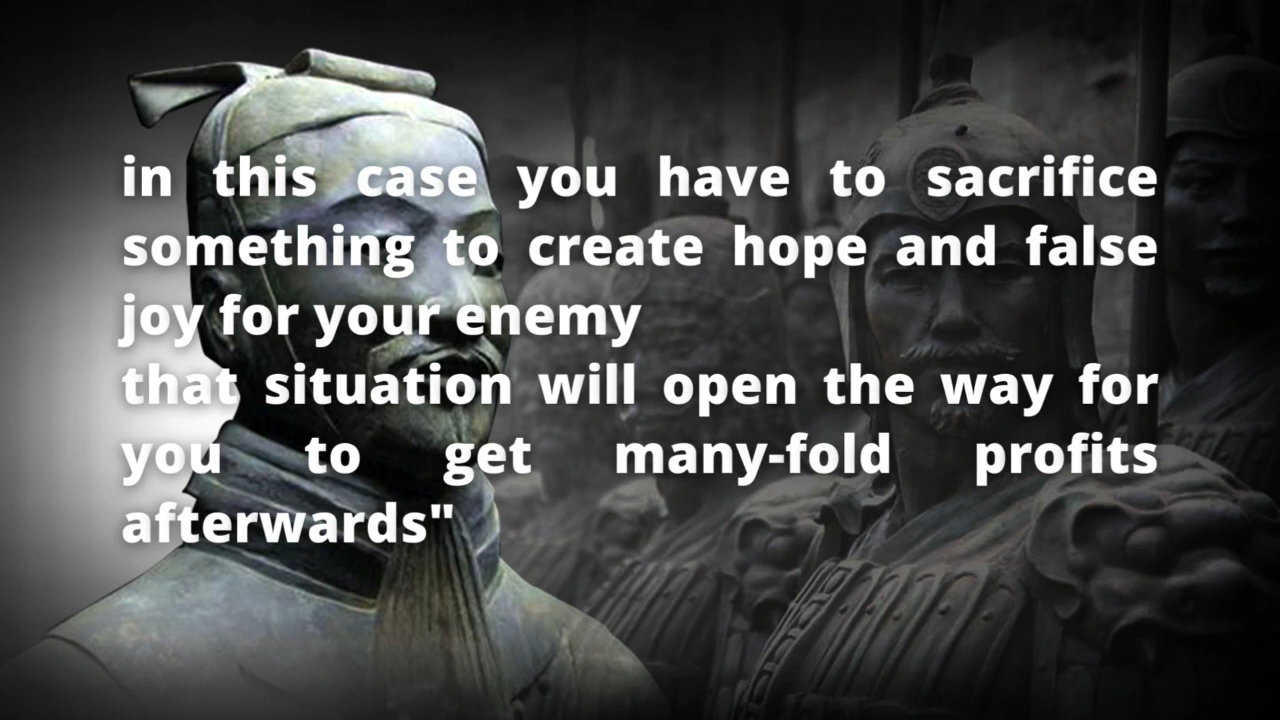 in this case you have to sacrifice
something to create hope and false
joy for your enemy
that situation will open the way for
you to get many-fold profits
afterwards"